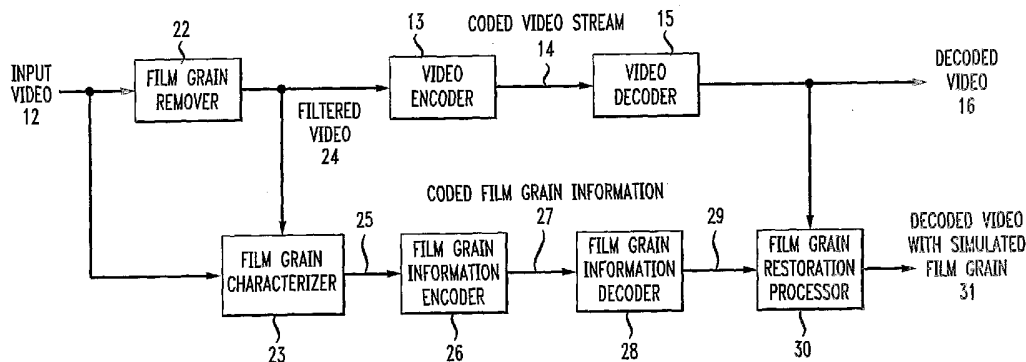 22
FILM GRAIN
REMOVER
INPUT
VIDEO
12
13
VIDEO
ENCODER
CODED VIDEO STREAM
14
15
VIDEO
DECODER
DECODED
VIDEO
16
FILTERED
VIDEO
24
CODED FILM GRAIN INFORMATION
FILM GRAIN
CHARACTERIZER
23
25
FILM GRAIN
INFORMATION
ENCODER
26
27
FILM GRAIN
INFORMATION
DECODER
28
29
FILM GRAIN
RESTORATION
PROCESSOR
30
DECODED VIDEO
WITH SIMULATED
FILM GRAIN
31